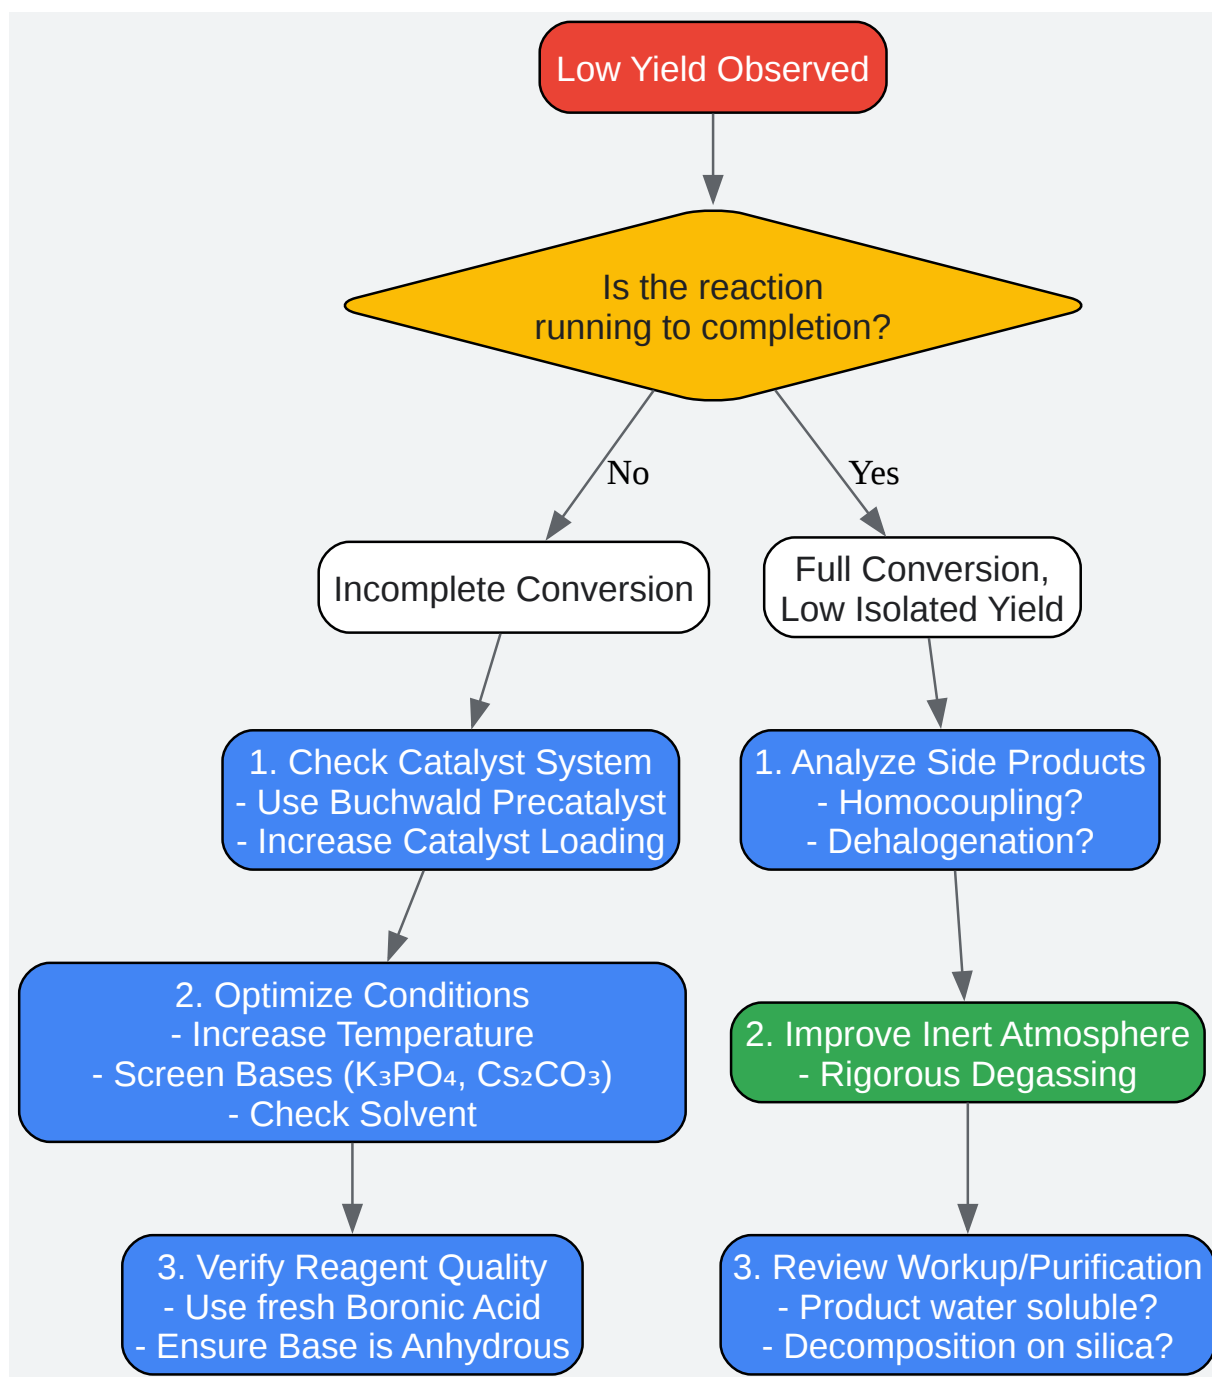 Low Yield Observed
Is the reaction
running to completion?
No
Yes
Incomplete Conversion
Full Conversion,
Low Isolated Yield
1. Check Catalyst System
- Use Buchwald Precatalyst
- Increase Catalyst Loading
1. Analyze Side Products
- Homocoupling?
- Dehalogenation?
2. Optimize Conditions
- Increase Temperature
- Screen Bases (K₃PO₄, Cs₂CO₃)
- Check Solvent
2. Improve Inert Atmosphere
- Rigorous Degassing
3. Verify Reagent Quality
- Use fresh Boronic Acid
- Ensure Base is Anhydrous
3. Review Workup/Purification
- Product water soluble?
- Decomposition on silica?